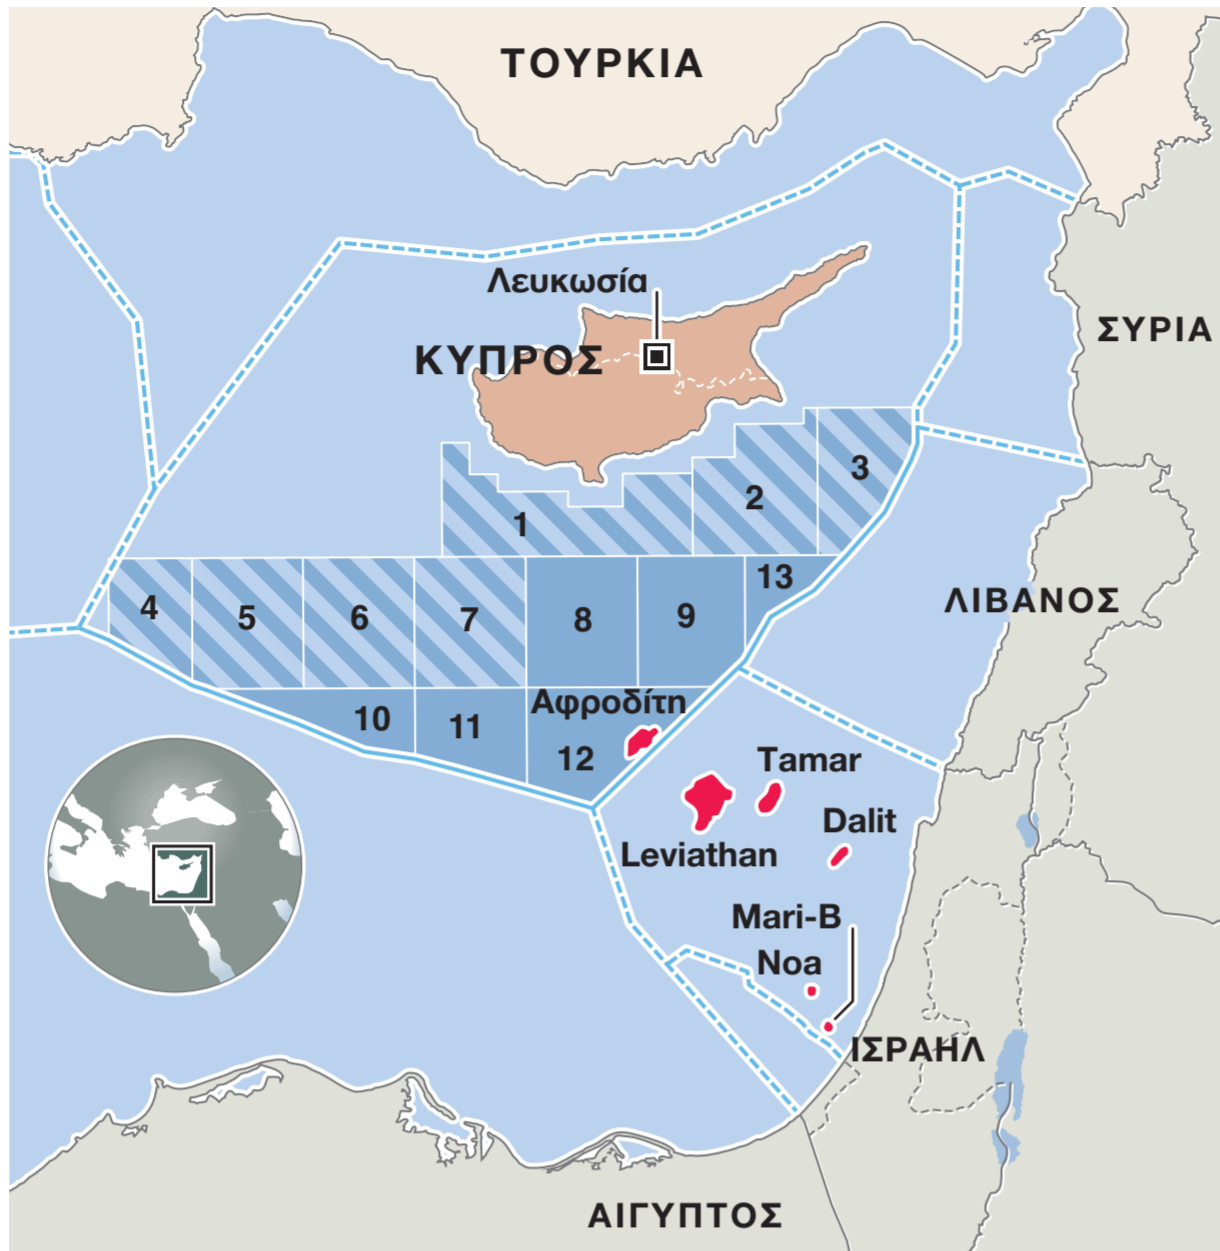 ΤΟΥΡΚΙΑ
Λευκωσία
ΣΥΡΙΑ
ΚΥΠΡΟΣ
3
2
1
13
ΛΙΒΑΝΟΣ
4
5
6
7
8
9
Αφροδίτη
10
11
12
Tamar
Dalit
Leviathan
Mari-B
Noa
ΙΣΡΑΗΛ
ΑΙΓΥΠΤΟΣ